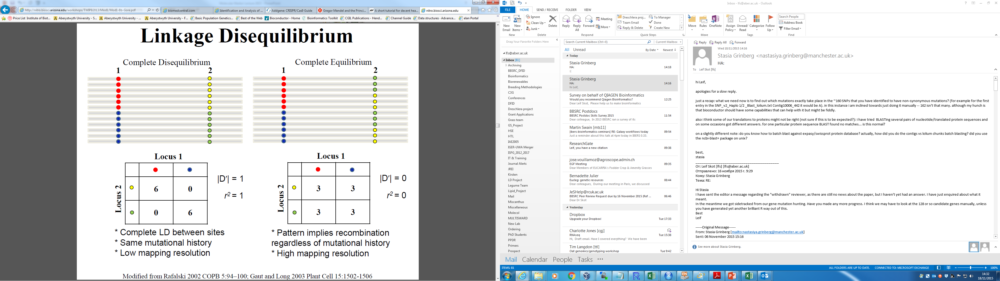 http://nitro.biosci.arizona.edu/workshops/TWIPB2013/Mod1/Mod1-8b-Gore.pdf
biomedcentral.com
Identification and Analysis of ...
Addgene: CRISPR/Cas9 Guide
Gregor Mendel and the Princi...
A short tutorial for decent hea...
nitro.biosci.arizona.edu
Price List Institute of Biot...
Aberystwyth University - S...
Aberystwyth University - ...
Aberystwyth University - F...
Basic Population Genetics...
Best of the Web
Bioconductor - Home
Bioinformatics Toolkit
CGIL Publications - Hend...
Channel Guide
Data structures · Advance...
elan Portal
Linkage Disequilibrium
Complete Disequilibrium
1 2
Complete Equilibrium
1 2
Locus 1
Locus 2
6 0
0 6
|D′| = 1
r² = 1
* Complete LD between sites
* Same mutational history
* Low mapping resolution
Locus 1
Locus 2
3 3
3 3
|D′| = 0
r² = 0
* Pattern implies recombination
regardless of mutational history
* High mapping resolution
Modified from Rafalski 2002 COPB 5:94–100; Gaut and Long 2003 Plant Cell 15:1502-1506
Inbox - lfs@aber.ac.uk - Outlook
FILE HOME SEND / RECEIVE FOLDER VIEW
New Email
New Items
New
Ignore
Clean Up
Junk
Delete
Delete
Reply
Reply All
Forward
Meeting
More
Respond
Dreschlera proj...
Team Email
Reply & Delete
To Manager
Done
Create New
Quick Steps
Move
Rules
OneNote
Move
Assign Policy
Unread/ Read
Categorize
Follow Up
Tags
Search People
Address Book
Filter Email
Find
Drag Your Favorite Folders Here
lfs@aber.ac.uk
Inbox [81]
Archiving
BBSRC_DFID
Bioinformatics
Biorenewables
Breeding Methodologies
C3G
Conferences
DFID
Dreschlera project
Grant Applications
Grass team
GS_Project
HSE
HTL
IAE2005
IGER-UWA Merger
ISPG_2012_2017
IT & Training
Journal Alerts
JREI
Kirsten
LD Project
Legume Team
Lipid_Project
Mail
Miscanthus
Miscellaneous
Molecol
MULTISWARD
New Lab
Ordering
PhD Students
PPDR
Primers
Prospect
Search Current Mailbox (Ctrl+E)
Current Mailbox
All Unread
By Date Newest
Today
Stasia Grinberg
HA: 14:18
:(
Stasia Grinberg
HA: 14:16
hi Leif,
Survey on behalf of QIAGEN Bioinformatics
Would you recommend Qiagen Bioinformatics? 12:25
Dear Leif Skot, Please help us to make bioinformatics
BBSRC Postdocs
BBSRC Postdoc Skills Survey 2015 11:54
Dear colleague, In 2013 BBSRC ran a survey of its
Martin Swain [mts11]
[ibers-bioinformatics-seminars] RE: Galaxy workflows today 09:54
Just a reminder about this talk at 4pm today in IBERS 0.33.
ResearchGate
Leif, you have a new citation 09:38
jose.vouillamoz@agroscope.admin.ch
EGF Meeting 09:35
Dear Members of EUCARPIA's Fodder Crop & Amenity Grasses
Bernadette Julier
Eucleg: genetic resources 08:44
Dear colleagues, During our meeting in Paris, we discussed
JeSHelp@rcuk.ac.uk
BBSRC Peer Review Request due by 16 November 2015 (Ref ... 06:46
Dear Dr Skot
Yesterday
Dropbox
Upgrade your Dropbox! Tue 17:33
Charlotte Jones [cgj]
RNAseq Tue 15:38
Hi, Draft email. Have I covered everything? We have been
Tim Langdon [ttl]
Oat genomics/genotyping workshop Tue 9:42
Reply Reply All Forward
Wed 18/11/2015 14:16
Stasia Grinberg <nastasiya.grinberg@manchester.ac.uk>
HA:
To Leif Skot [lfs]
hi Leif,
apologies for a slow reply.
just a recap: what we need now is to find out which mutations exactly take place in the ~160 SNPs that you have identified to have non-synonymous mutations? (for example for the first
entry in the SNP_v2_Haplo 1/2 _Blast_lolium.txt Contig10006_442 it would be A). in this instance i am inclined towards just doing it manually -- 162 isn't that many. although my hunch is
that bioconductor should have some capabilities that can help with it but might be fiddly.
also i think some of our translations to proteins might not be right (not sure if this is to be expected?): i have tried BLASTing several pairs of nucleotide/translated protein sequences and
on some occasions got different answers. for one particular protein sequence BLAST found no matches... is this normal?
on a slightly different note: do you know how to batch blast against expasy/swissprot protein database? actually, how did you do the contigs vs lolium chunks batch blasting? did you use
the ncbi-blast+ package on unix?
best,
stasia
От: Leif Skot [lfs] [lfs@aber.ac.uk]
Отправлено: 16 ноября 2015 г. 9:29
Кому: Stasia Grinberg
Тема: RE:
Hi Stasia
I have sent the editor a message regarding the "withdrawn" reviewer, as there are still no news about the paper, but I haven't yet had an answer. I have just enquired about what it
meant.
In the meantime we got sidetracked from our gene mutation hunting. Have you made any more progress. I think we may have to look at the 128 or so candidate genes manually, unless
you have generated yet another brilliant R way out of this.
Best
Leif
-----Original Message-----
From: Stasia Grinberg [mailto:nastasiya.grinberg@manchester.ac.uk]
Sent: 06 November 2015 15:16
See more about Stasia Grinberg.
Mail Calendar People Tasks ...
ITEMS: 81
ALL FOLDERS ARE UP TO DATE. CONNECTED TO: MICROSOFT EXCHANGE
100%
14:32
18/11/2015